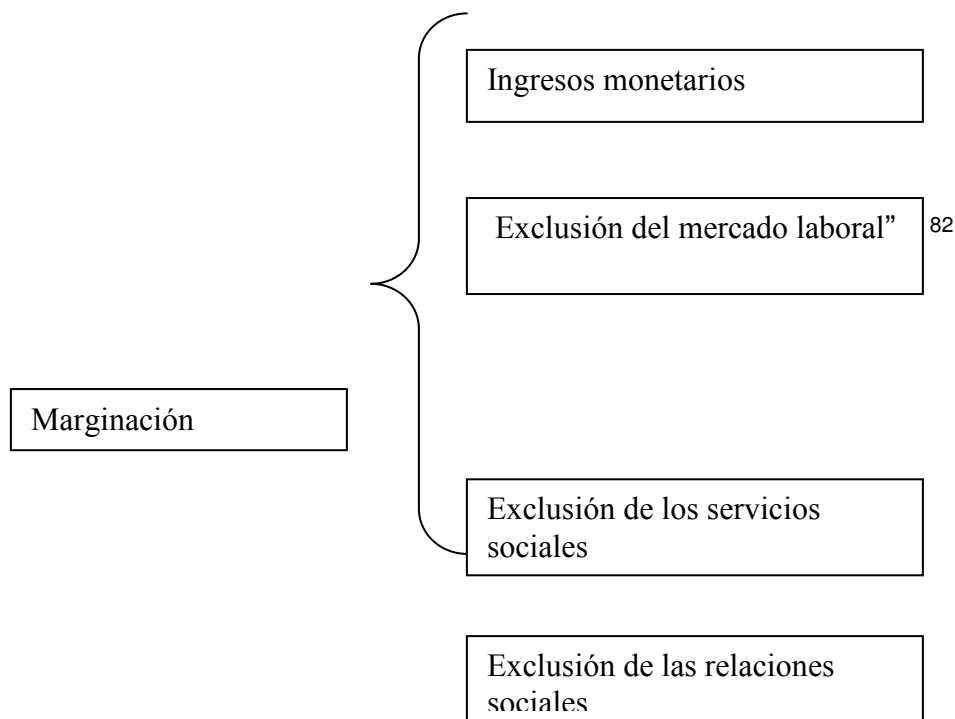 Ingresos monetarios
Exclusión del mercado laboral” 82
Marginación
Exclusión de los servicios
sociales
Exclusión de las relaciones
sociales